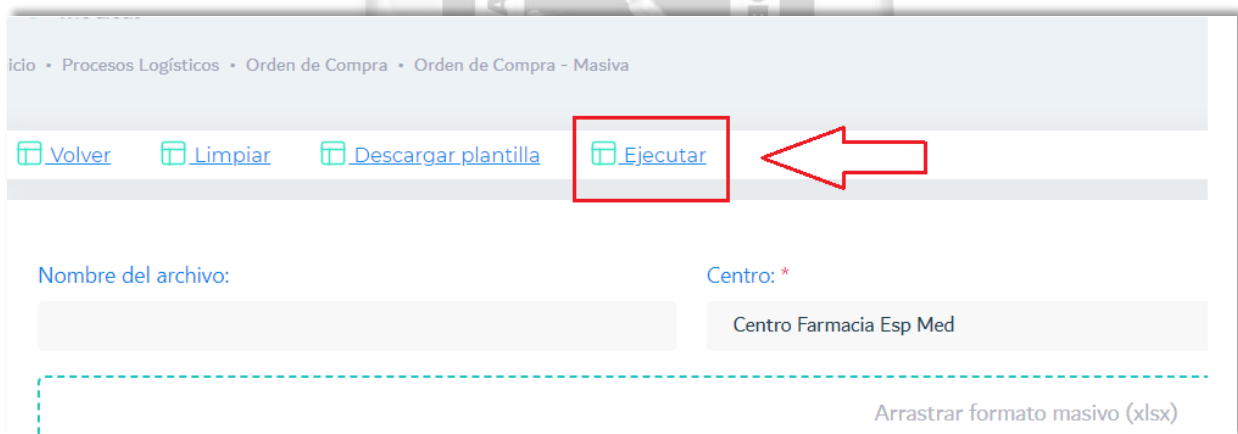 icio • Procesos Logísticos • Orden de Compra • Orden de Compra - Masiva
Volver Limpiar Descargar plantilla Ejecutar
Nombre del archivo: Centro: *
Centro Farmacia Esp Med
Arrastrar formato masivo (xlsx)